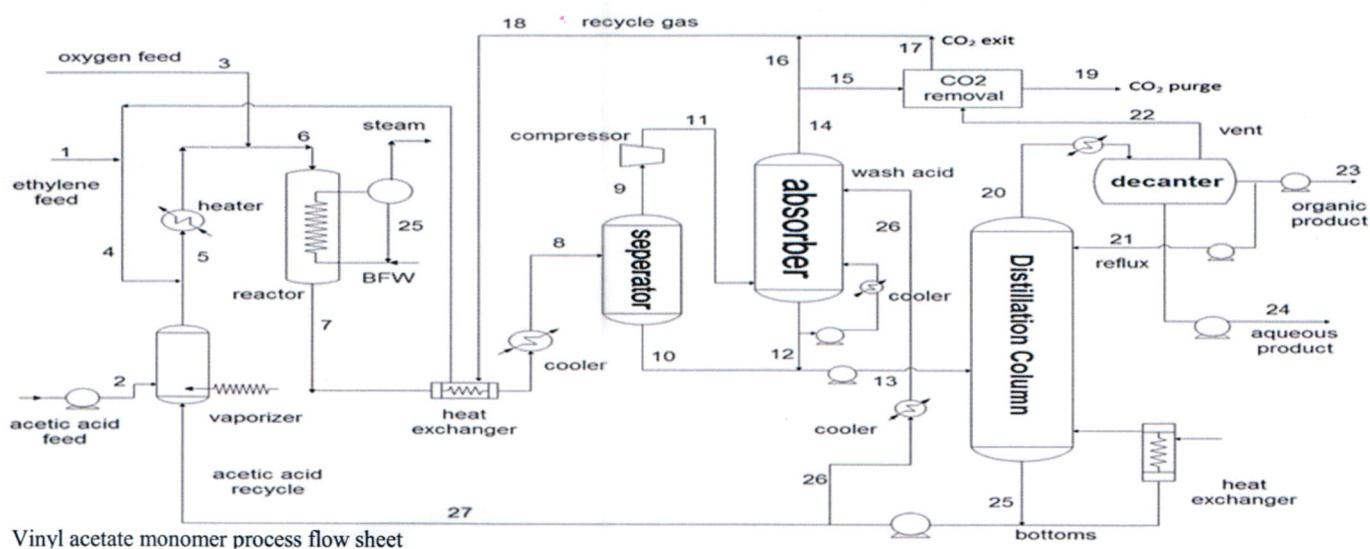 18
recycle gas
oxygen feed
3
17
CO₂ exit
16
15
CO2
removal
19
CO₂ purge
22
vent
steam
6
compressor
11
14
1
ethylene
feed
heater
9
absorber
wash acid
20
decanter
23
organic
product
4
5
25
8
seperator
26
21
reflux
BFW
reactor
cooler
7
Distillation Column
24
aqueous
product
10
12
13
cooler
2
acetic acid
feed
vaporizer
heat
exchanger
cooler
acetic acid
recycle
26
25
heat
exchanger
27
bottoms
Vinyl acetate monomer process flow sheet